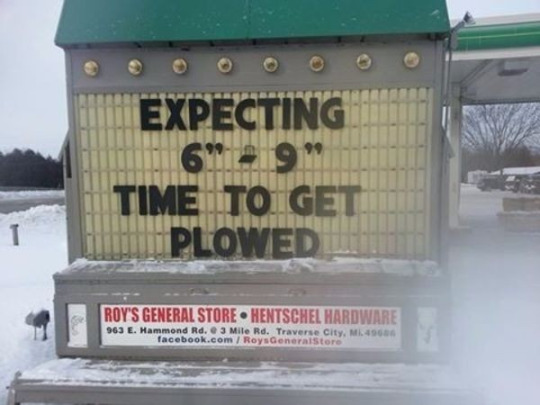 EXPECTING
6" - 9"
TIME TO GET
PLOWED
ROY'S GENERAL STORE • HENTSCHEL HARDWARE
963 E. Hammond Rd. @ 3 Mile Rd. Traverse City, Mi. 49686
facebook.com / RoysGeneralStore